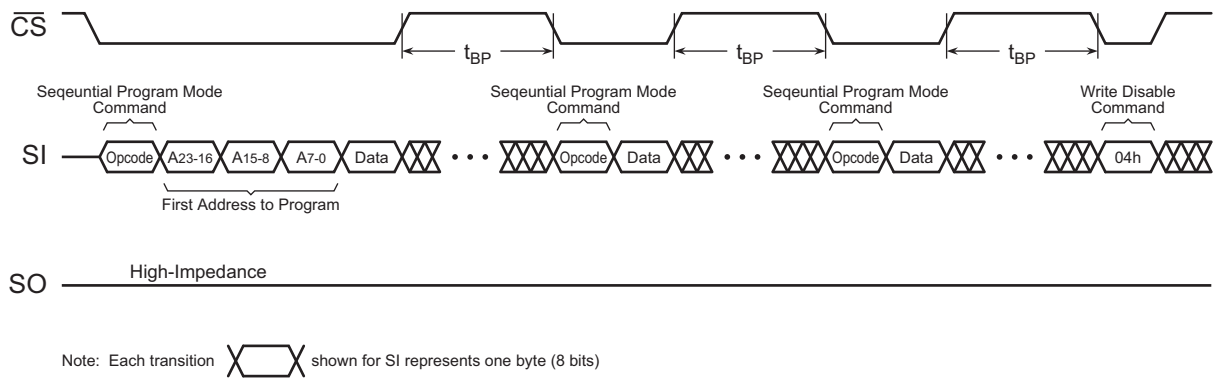 CS
tBP tBP tBP
Seqeuntial Program Mode
Command
Seqeuntial Program Mode
Command
Seqeuntial Program Mode
Command
Write Disable
Command
SI Opcode A23-16 A15-8 A7-0 Data • • • Opcode Data • • • Opcode Data • • • 04h
First Address to Program
High-Impedance
SO
Note: Each transition shown for SI represents one byte (8 bits)